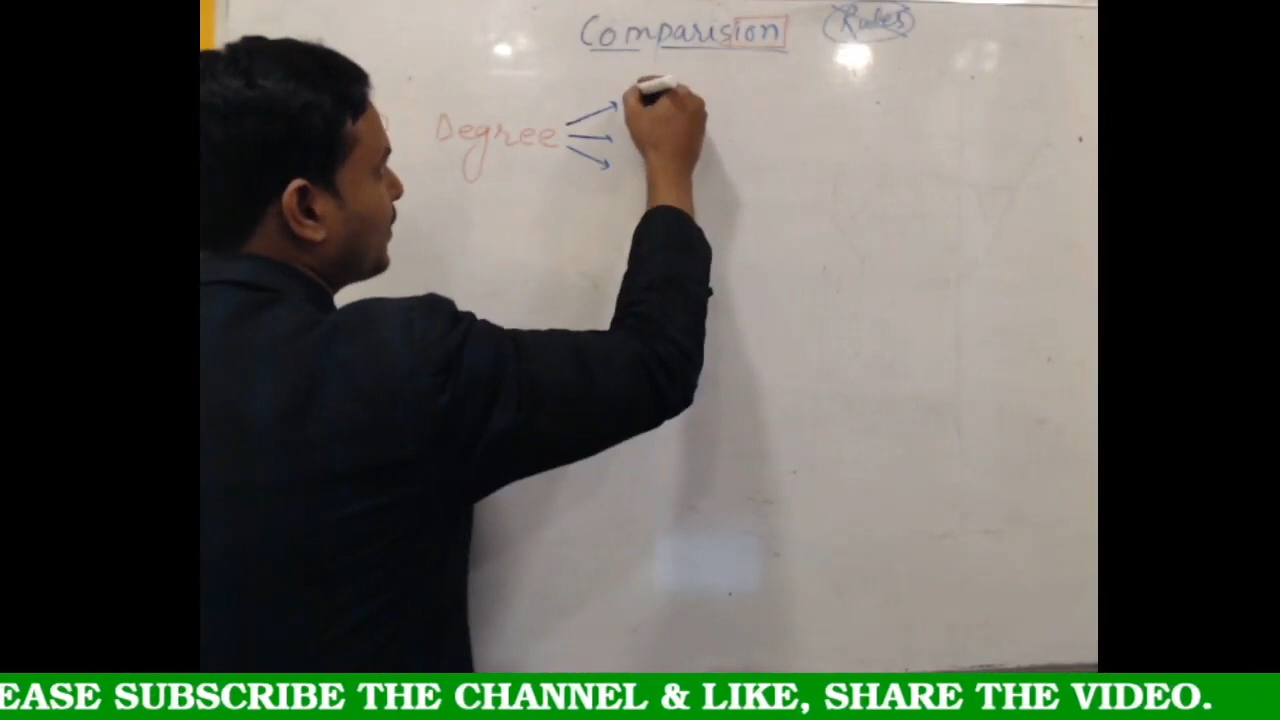 Comparision Rules
Degree
EASE SUBSCRIBE THE CHANNEL & LIKE, SHARE THE VIDEO.